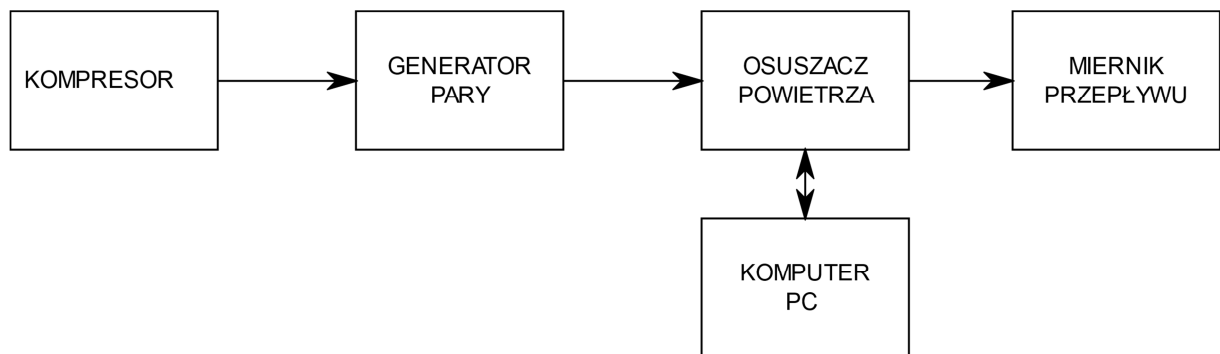 KOMPRESOR
GENERATOR
PARY
OSUSZACZ
POWIETRZA
MIERNIK
PRZEPŁYWU
KOMPUTER
PC